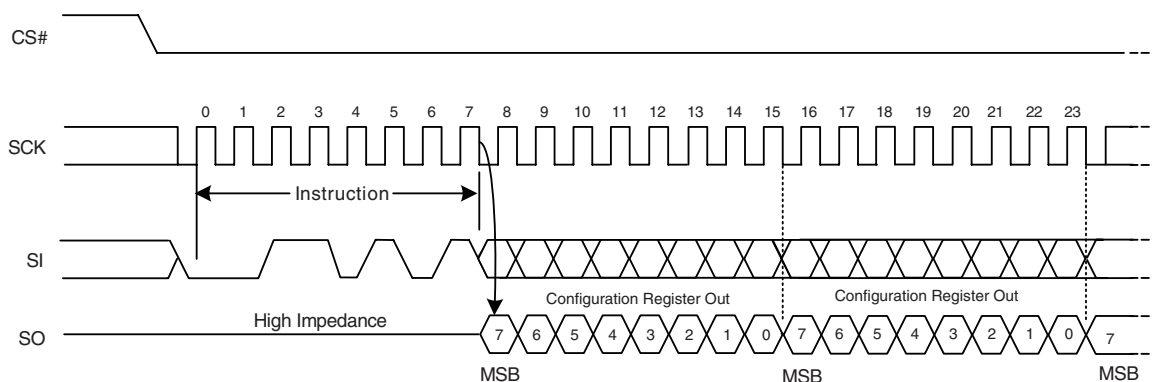 CS#
0 1 2 3 4 5 6 7 8 9 10 11 12 13 14 15 16 17 18 19 20 21 22 23
SCK
Instruction
SI
Configuration Register Out Configuration Register Out
High Impedance
SO
7 6 5 4 3 2 1 0 7 6 5 4 3 2 1 0 7
MSB MSB MSB